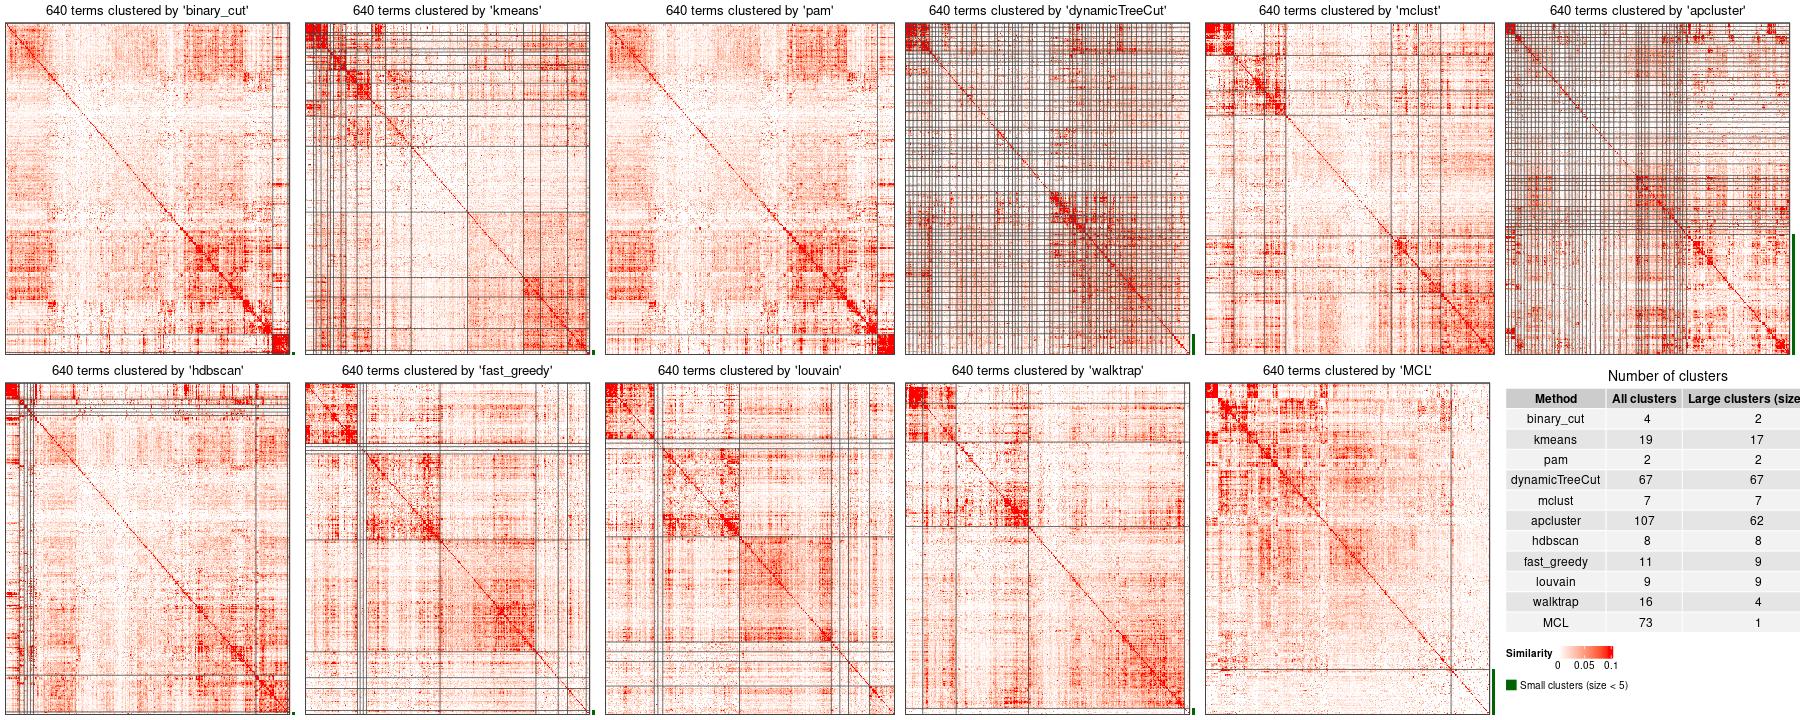 640 terms clustered by 'binary_cut'
640 terms clustered by 'kmeans'
640 terms clustered by 'pam'
640 terms clustered by 'dynamicTreeCut'
640 terms clustered by 'mclust'
640 terms clustered by 'apcluster'
640 terms clustered by 'hdbscan'
640 terms clustered by 'fast_greedy'
640 terms clustered by 'louvain'
640 terms clustered by 'walktrap'
640 terms clustered by 'MCL'
Number of clusters
Method All clusters Large clusters (size
binary_cut 4 2
kmeans 19 17
pam 2 2
dynamicTreeCut 67 67
mclust 7 7
apcluster 107 62
hdbscan 8 8
fast_greedy 11 9
louvain 9 9
walktrap 16 4
MCL 73 1
Similarity
0 0.05 0.1
Small clusters (size < 5)